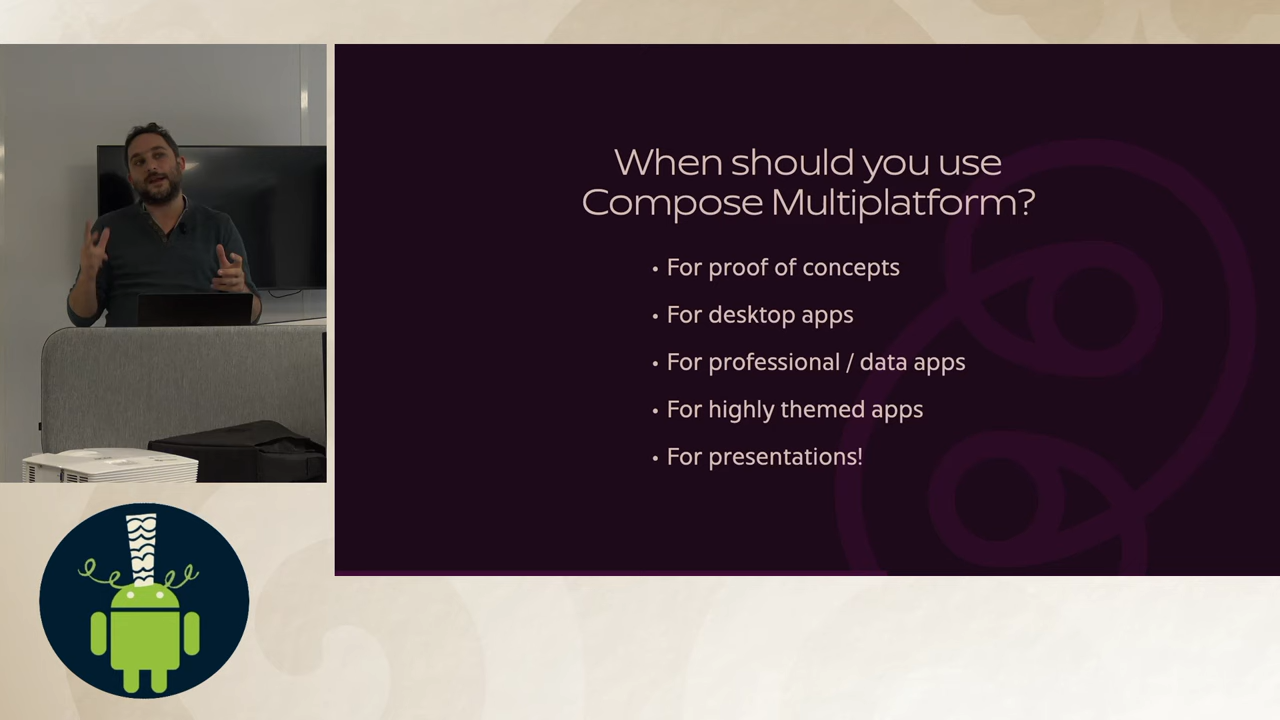 When should you use
Compose Multiplatform?
• For proof of concepts
• For desktop apps
• For professional / data apps
• For highly themed apps
• For presentations!